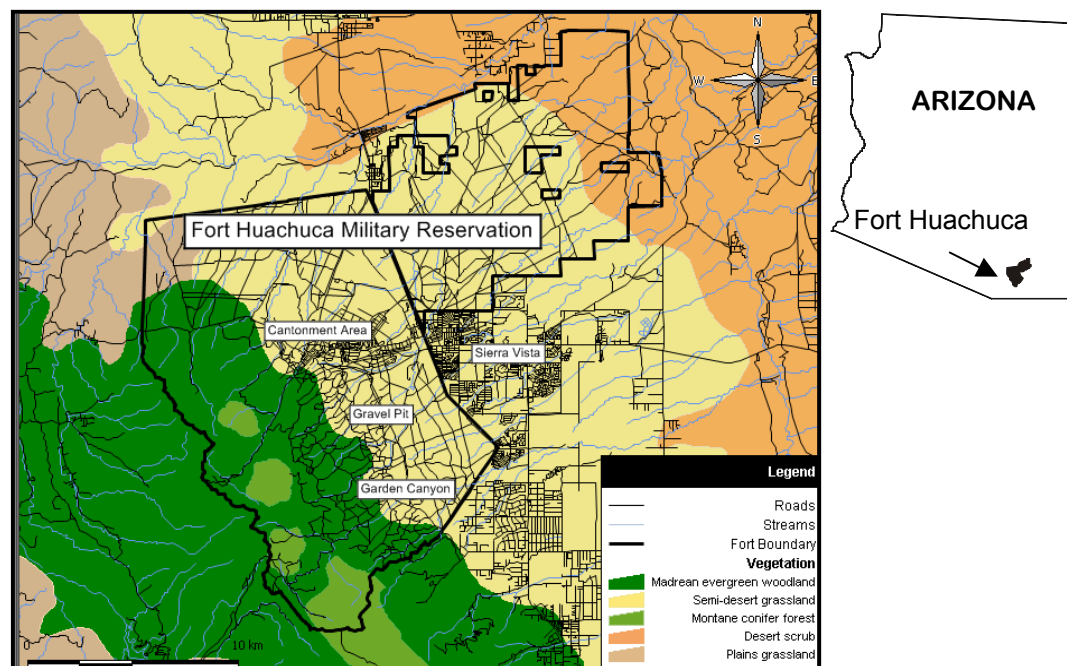 N
W E
S
ARIZONA
Fort Huachuca
Fort Huachuca Military Reservation
Cantonment Area
Sierra Vista
Gravel Pit
Garden Canyon
Legend
Roads
Streams
Fort Boundary
Vegetation
Madrean evergreen woodland
Semi-desert grassland
Montane conifer forest
Desert scrub
Plains grassland
0 10 km